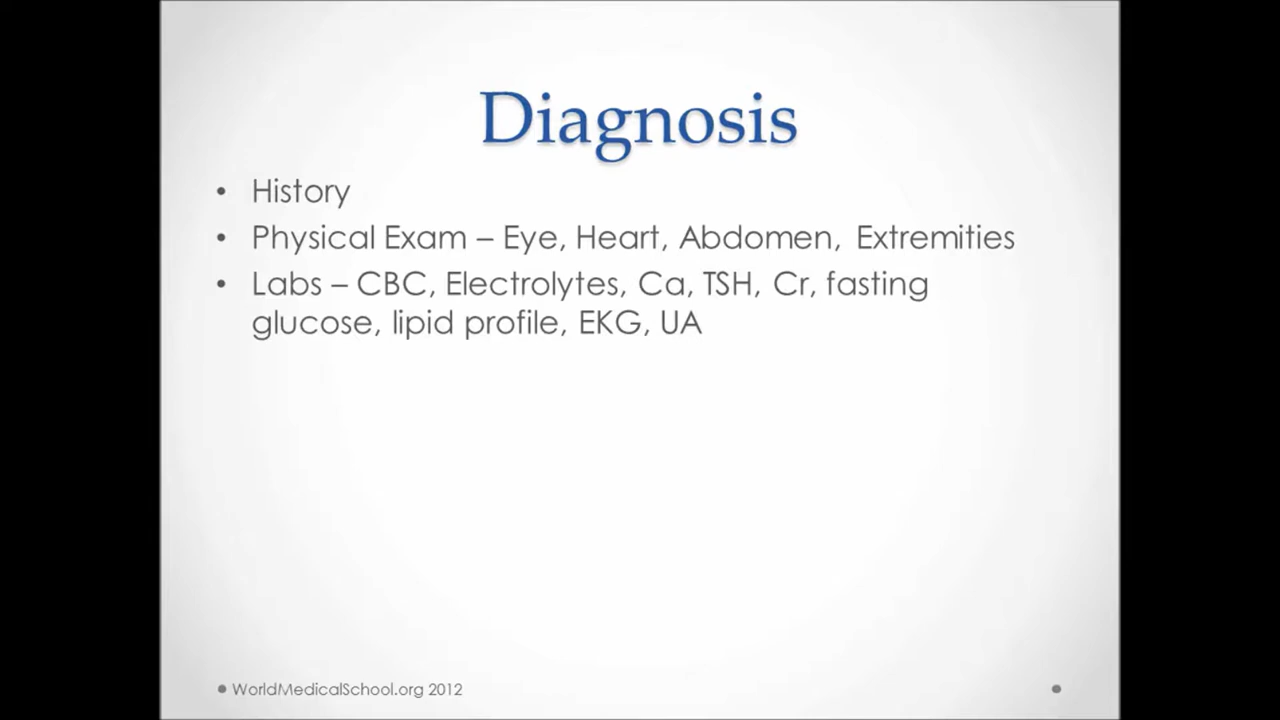 Diagnosis
• History
• Physical Exam – Eye, Heart, Abdomen, Extremities
• Labs – CBC, Electrolytes, Ca, TSH, Cr, fasting
glucose, lipid profile, EKG, UA
WorldMedicalSchool.org 2012